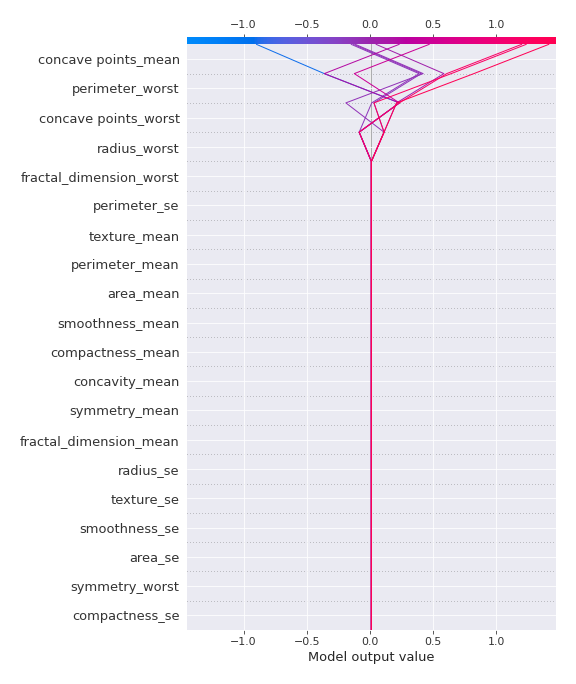 −1.0 −0.5 0.0 0.5 1.0
concave points_mean
perimeter_worst
concave points_worst
radius_worst
fractal_dimension_worst
perimeter_se
texture_mean
perimeter_mean
area_mean
smoothness_mean
compactness_mean
concavity_mean
symmetry_mean
fractal_dimension_mean
radius_se
texture_se
smoothness_se
area_se
symmetry_worst
compactness_se
−1.0 −0.5 0.0 0.5 1.0
Model output value